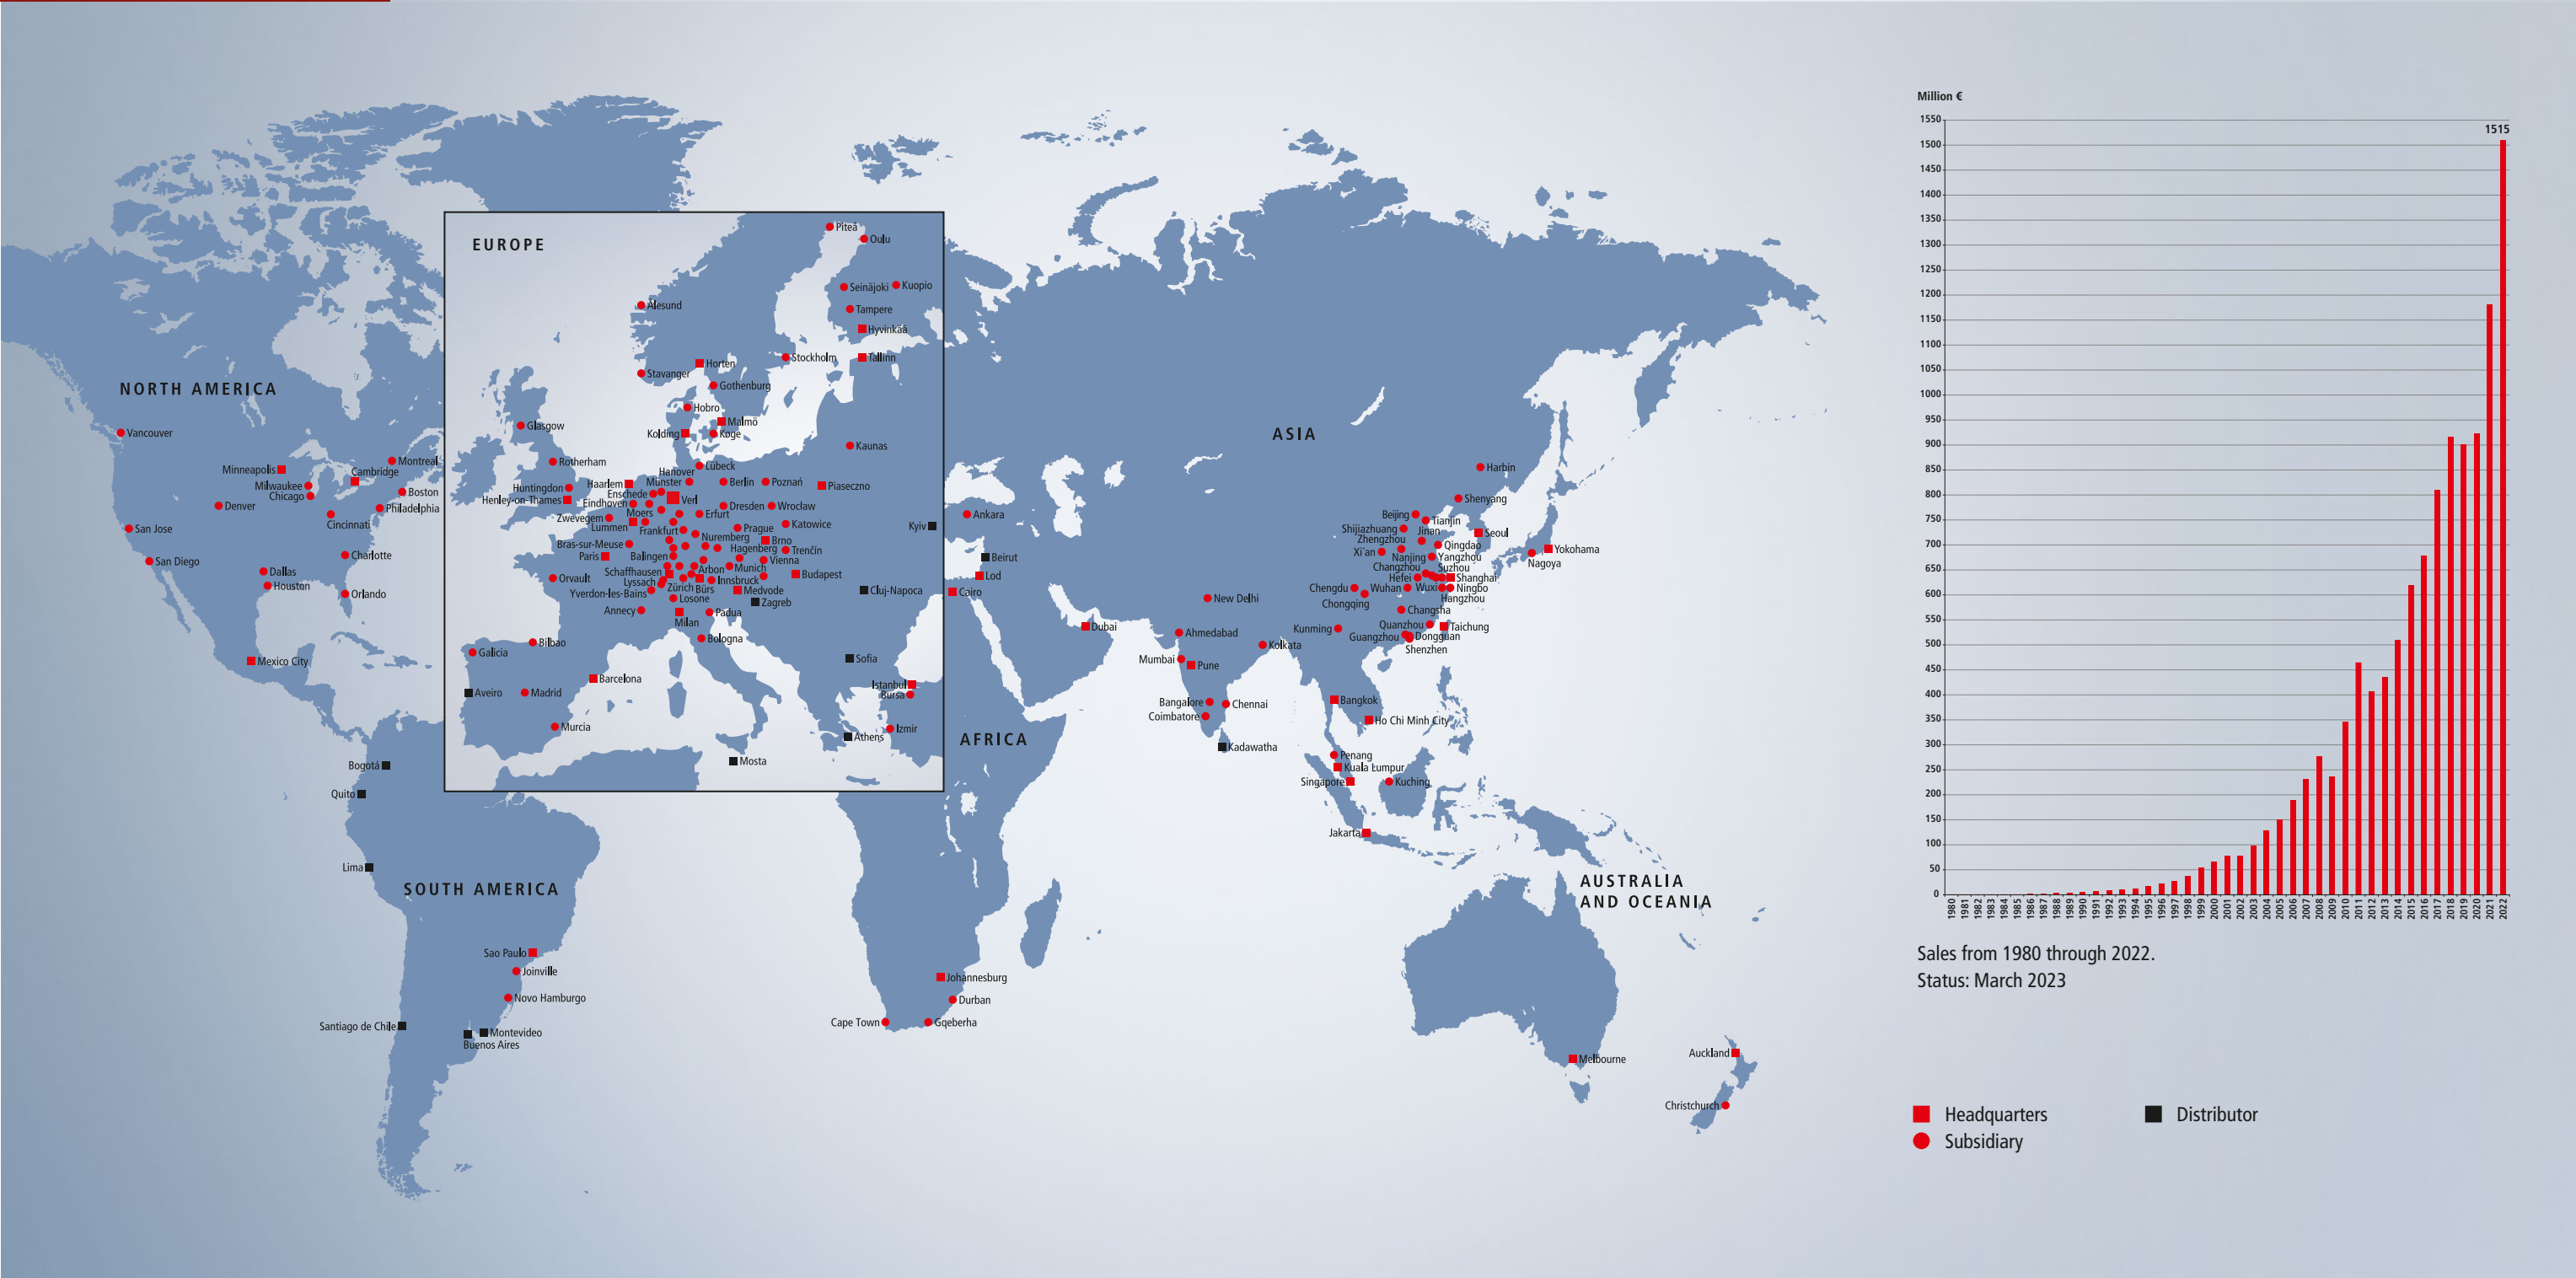 NORTH AMERICA
Vancouver
Minneapolis
Cambridge
Montreal
Milwaukee
Chicago
Boston
Denver
Philadelphia
Cincinnati
San Jose
Charlotte
San Diego
Dallas
Houston
Orlando
Mexico City
EUROPE
Piteå
Oulu
Seinäjoki
Kuopio
Ålesund
Tampere
Hyvinkää
Stockholm
Tallinn
Horten
Stavanger
Gothenburg
Hobro
Malmö
Glasgow
Kolding
Køge
Kaunas
Rotherham
Lübeck
Hanover
Haarlem
Münster
Berlin
Poznań
Piaseczno
Huntingdon
Enschede
Henley-on-Thames
Verl
Eindhoven
Dresden
Wrocław
Moers
Erfurt
Zwevegem
Katowice
Kyiv
Lummen
Frankfurt
Prague
Nuremberg
Brno
Bras-sur-Meuse
Hagenberg
Trenčín
Paris
Balingen
Vienna
Munich
Arbon
Schaffhausen
Budapest
Orvault
Lyssach
Innsbruck
Zürich
Bürs
Medvode
Cluj-Napoca
Yverdon-les-Bains
Losone
Zagreb
Annecy
Padua
Milan
Bologna
Bilbao
Galicia
Sofia
Barcelona
Istanbul
Bursa
Aveiro
Madrid
Murcia
Izmir
Athens
Mosta
ASIA
Harbin
Shenyang
Ankara
Beijing
Tianjin
Shijiazhuang
Jinan
Seoul
Zhengzhou
Qingdao
Yokohama
Xi´an
Nanjing
Yangzhou
Nagoya
Beirut
Changzhou
Suzhou
Lod
Hefei
Shanghai
Chengdu
Wuhan
Wuxi
Ningbo
Cairo
New Delhi
Hangzhou
Chongqing
Changsha
Dubai
Ahmedabad
Kunming
Quanzhou
Taichung
Guangzhou
Dongguan
Kolkata
Shenzhen
Mumbai
Pune
Bangalore
Chennai
Bangkok
Coimbatore
Ho Chi Minh City
Kadawatha
Penang
Kuala Lumpur
Singapore
Kuching
Jakarta
AFRICA
Johannesburg
Durban
Cape Town
Gqeberha
Bogotá
Quito
Lima
SOUTH AMERICA
Sao Paulo
Joinville
Novo Hamburgo
Santiago de Chile
Montevideo
Buenos Aires
AUSTRALIA
AND OCEANIA
Melbourne
Auckland
Christchurch
Million €
1550
1515
1500
1450
1400
1350
1300
1250
1200
1150
1100
1050
1000
950
900
850
800
750
700
650
600
550
500
450
400
350
300
250
200
150
100
50
0
1980
1981
1982
1983
1984
1985
1986
1987
1988
1989
1990
1991
1992
1993
1994
1995
1996
1997
1998
1999
2000
2001
2002
2003
2004
2005
2006
2007
2008
2009
2010
2011
2012
2013
2014
2015
2016
2017
2018
2019
2020
2021
2022
Sales from 1980 through 2022.
Status: March 2023
Headquarters
Distributor
Subsidiary